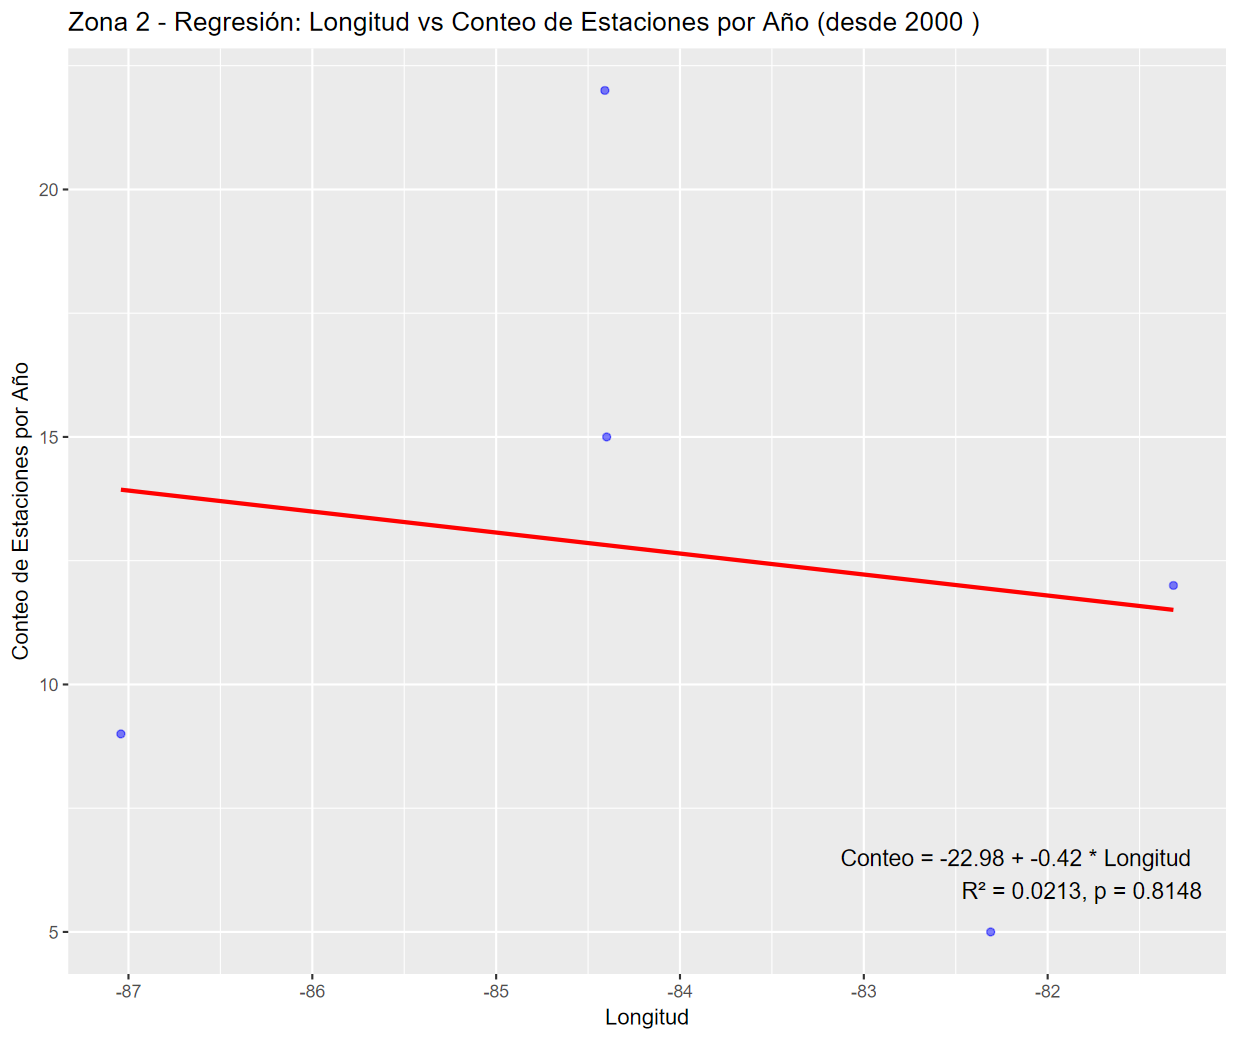 Zona 2 - Regresión: Longitud vs Conteo de Estaciones por Año (desde 2000 )
Conteo de Estaciones por Año
20
15
10
5
Conteo = -22.98 + -0.42 * Longitud
R² = 0.0213, p = 0.8148
-87
-86
-85
-84
-83
-82
Longitud